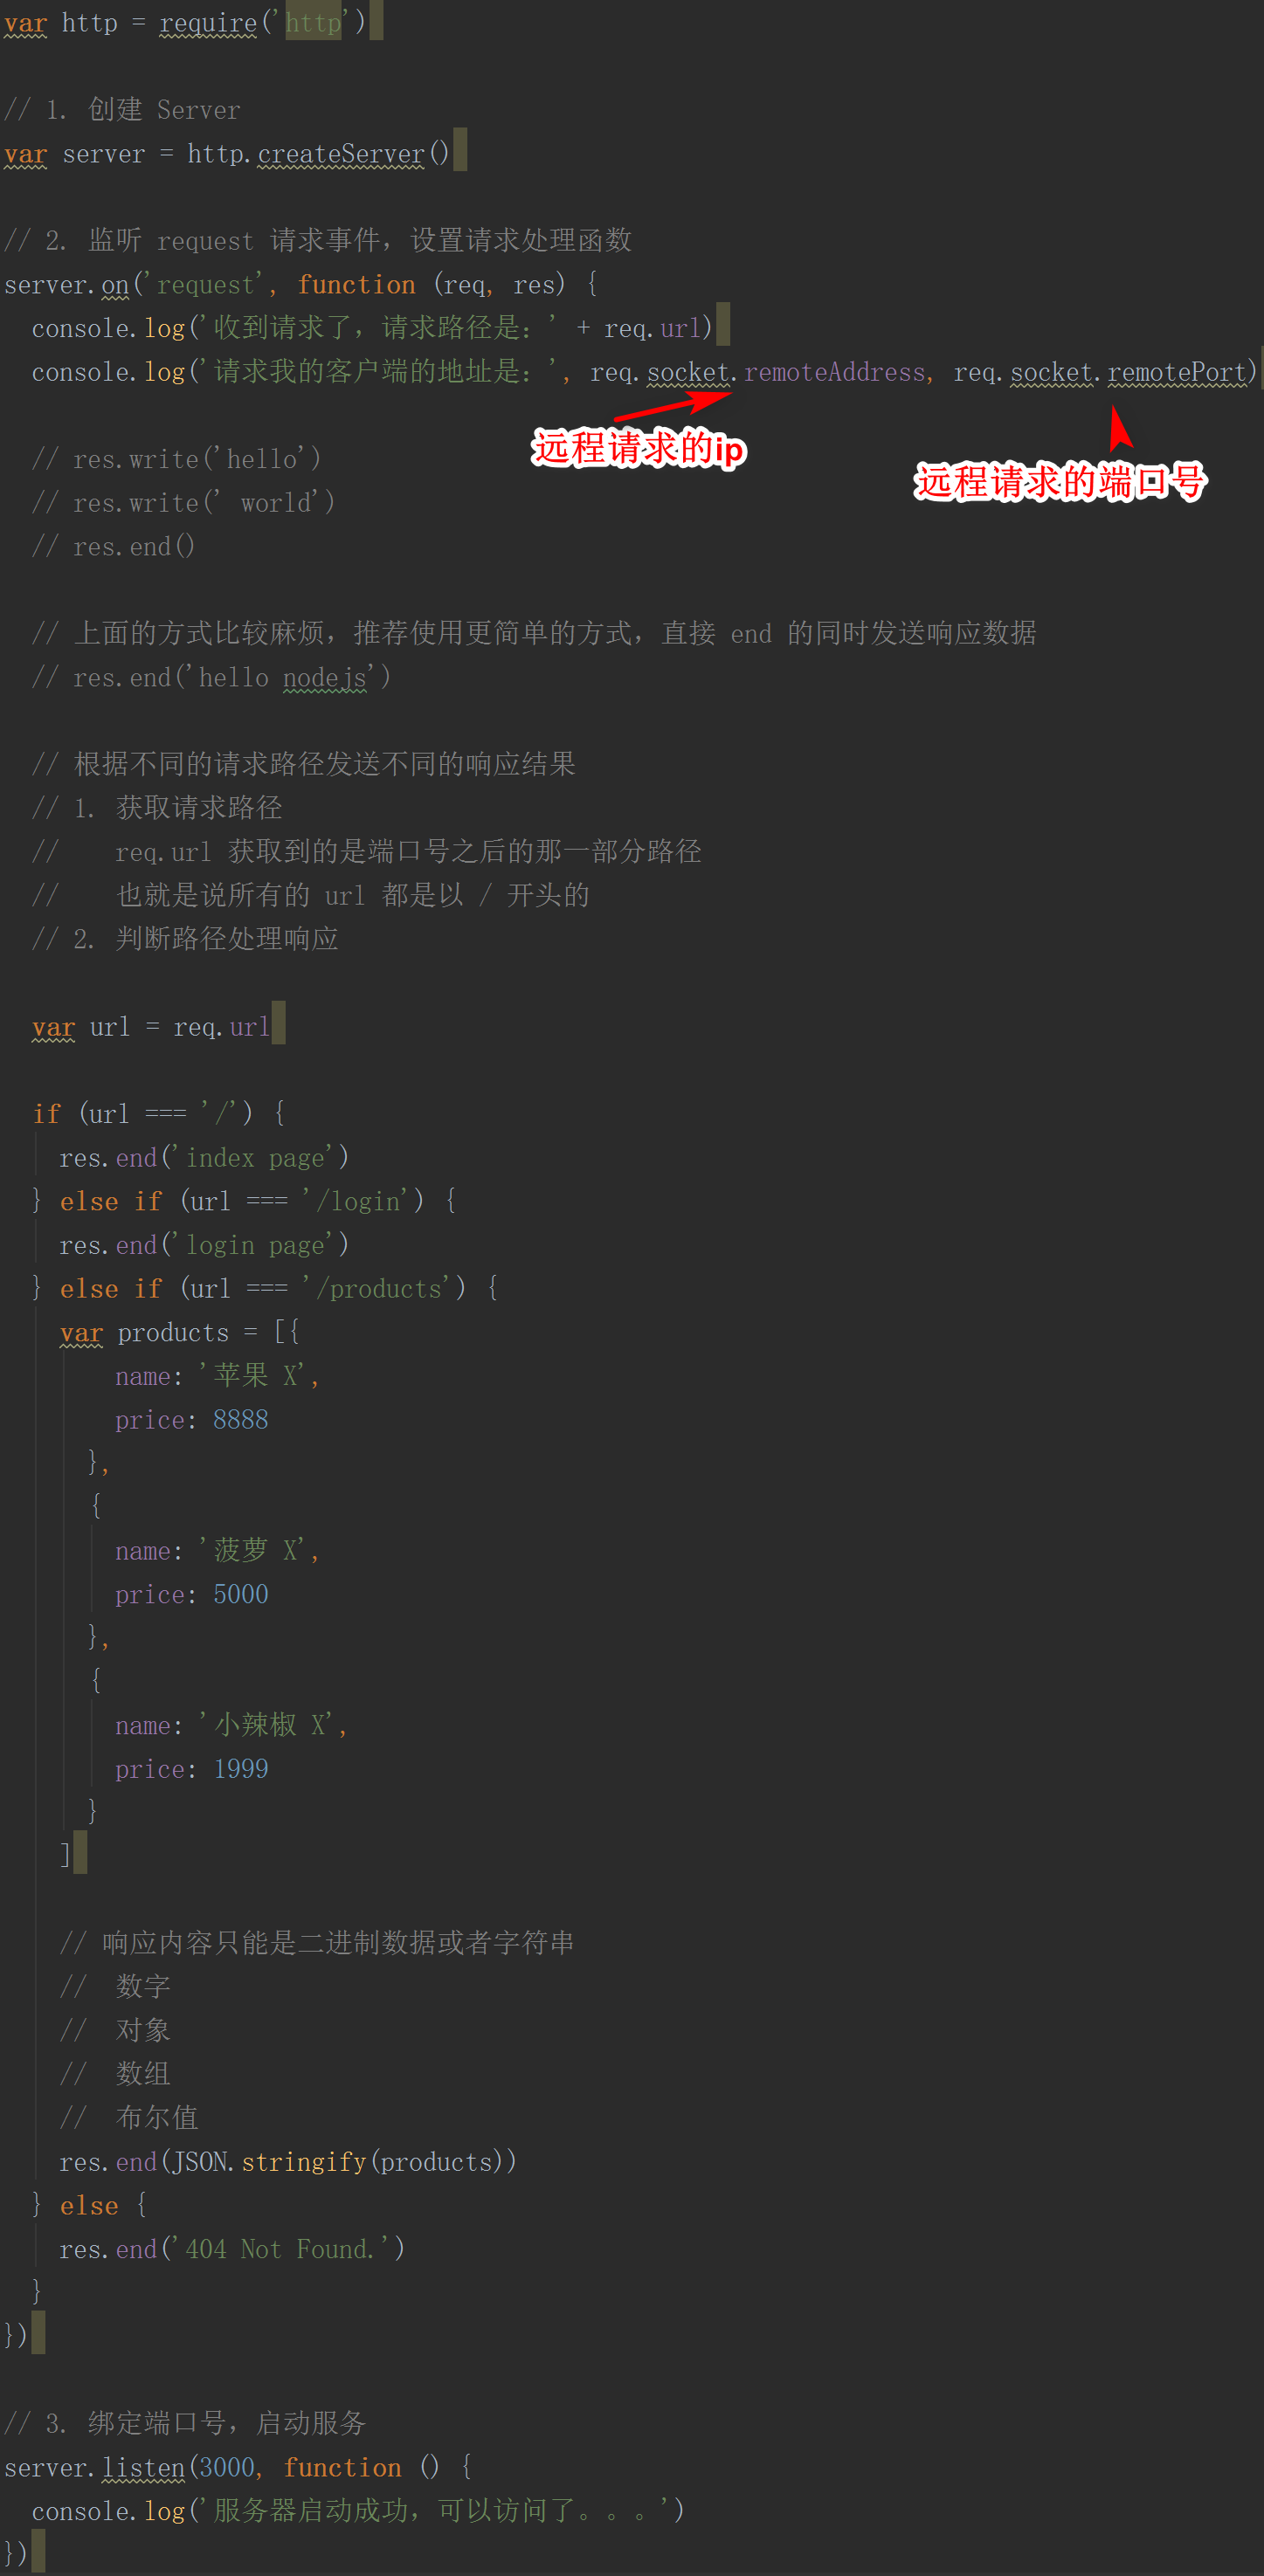 var http = require('http')
// 1. 创建 Server
var server = http.createServer()
// 2. 监听 request 请求事件，设置请求处理函数
server.on('request', function (req, res) {
console.log('收到请求了，请求路径是：' + req.url)
console.log('请求我的客户端的地址是：', req.socket.remoteAddress, req.socket.remotePort)
远程请求的ip
远程请求的端口号
// res.write('hello')
// res.write(' world')
// res.end()
// 上面的方式比较麻烦，推荐使用更简单的方式，直接 end 的同时发送响应数据
// res.end('hello nodejs')
// 根据不同的请求路径发送不同的响应结果
// 1. 获取请求路径
// req.url 获取到的是端口号之后的那一部分路径
// 也就是说所有的 url 都是以 / 开头的
// 2. 判断路径处理响应
var url = req.url
if (url === '/') {
res.end('index page')
} else if (url === '/login') {
res.end('login page')
} else if (url === '/products') {
var products = [{
name: '苹果 X',
price: 8888
},
{
name: '菠萝 X',
price: 5000
},
{
name: '小辣椒 X',
price: 1999
}
]
// 响应内容只能是二进制数据或者字符串
// 数字
// 对象
// 数组
// 布尔值
res.end(JSON.stringify(products))
} else {
res.end('404 Not Found.')
}
})
// 3. 绑定端口号，启动服务
server.listen(3000, function () {
console.log('服务器启动成功，可以访问了。。。')
})